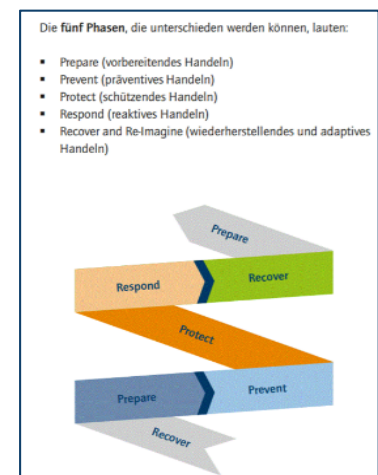 Die fünf Phasen, die unterschieden werden können, lauten:
▪ Prepare (vorbereitendes Handeln)
▪ Prevent (präventives Handeln)
▪ Protect (schützendes Handeln)
▪ Respond (reaktives Handeln)
▪ Recover and Re-Imagine (wiederherstellendes und adaptives
Handeln)
Prepare
Respond
Recover
Protect
Prepare
Prevent
Recover